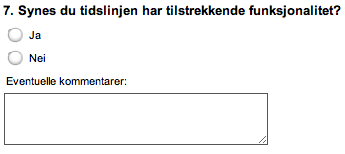 7. Synes du tidslinjen har tilstrekkende funksjonalitet?
Ja
Nei
Eventuelle kommentarer: